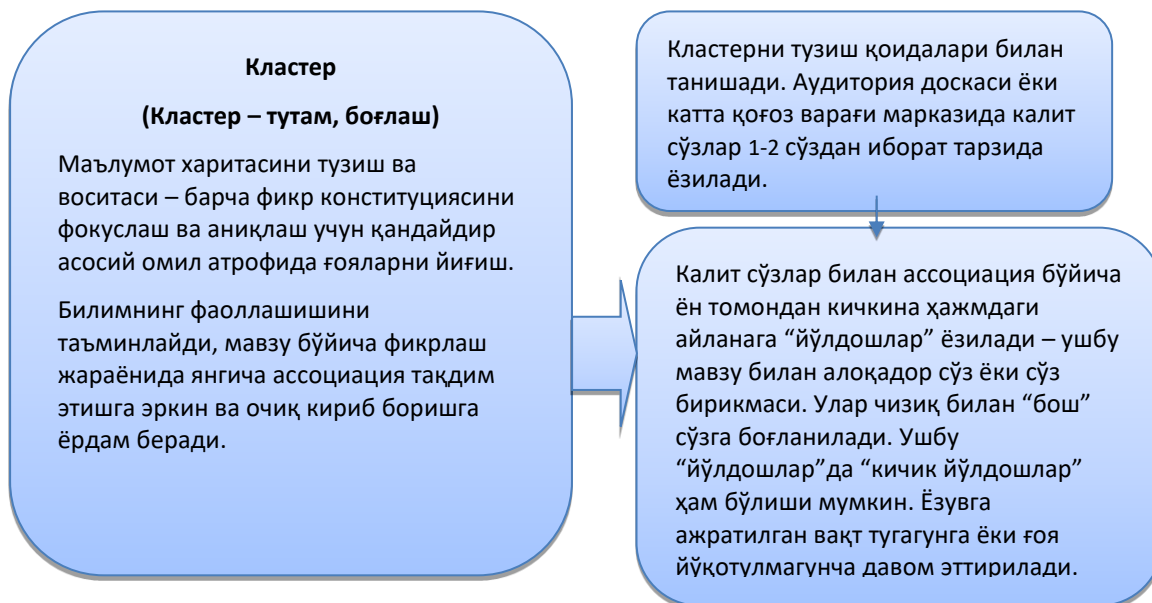 Кластер
(Кластер – тутам, боғлаш)
Маълумот харитасини тузиш ва
воситаси – барча фикр конституциясини
фокуслаш ва аниқлаш учун қандайдир
асосий омил атрофида ғояларни йиғиш.
Билимнинг фаоллашишини
таъминлайди, мавзу бўйича фикрлаш
жараёнида янгича ассоциация тақдим
этишга эркин ва очиқ кириб боришга
ёрдам беради.
Кластерни тузиш қоидалари билан
танишади. Аудитория доскаси ёки
катта қоғоз варағи марказида калит
сўзлар 1-2 сўздан иборат тарзида
ёзилади.
Калит сўзлар билан ассоциация бўйича
ён томондан кичкина ҳажмдаги
айланага “йўлдошлар” ёзилади – ушбу
мавзу билан алоқадор сўз ёки сўз
бирикмаси. Улар чизиқ билан “бош”
сўзга боғланилади. Ушбу
“йўлдошлар”да “кичик йўлдошлар”
ҳам бўлиши мумкин. Ёзувга
ажратилган вақт тугагунга ёки ғоя
йўқотулмагунча давом эттирилади.